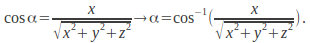 cos α = x / √(x² + y² + z²) → α = cos⁻¹( x / √(x² + y² + z²) ).